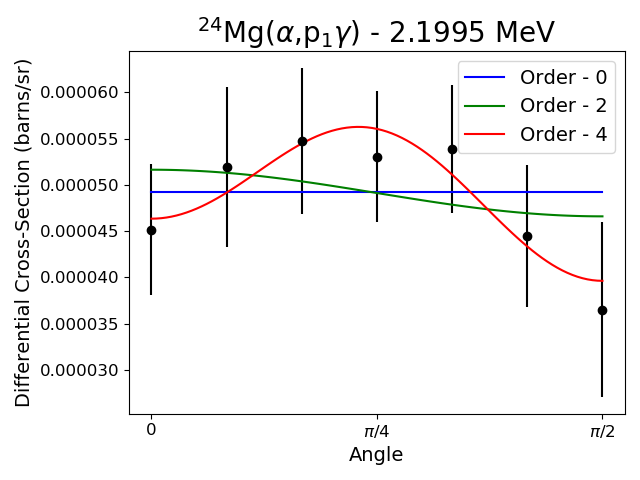 ²⁴Mg(α,p₁γ) - 2.1995 MeV
Order - 0
Order - 2
Order - 4
Differential Cross-Section (barns/sr)
0.000060
0.000055
0.000050
0.000045
0.000040
0.000035
0.000030
0
π/4
π/2
Angle